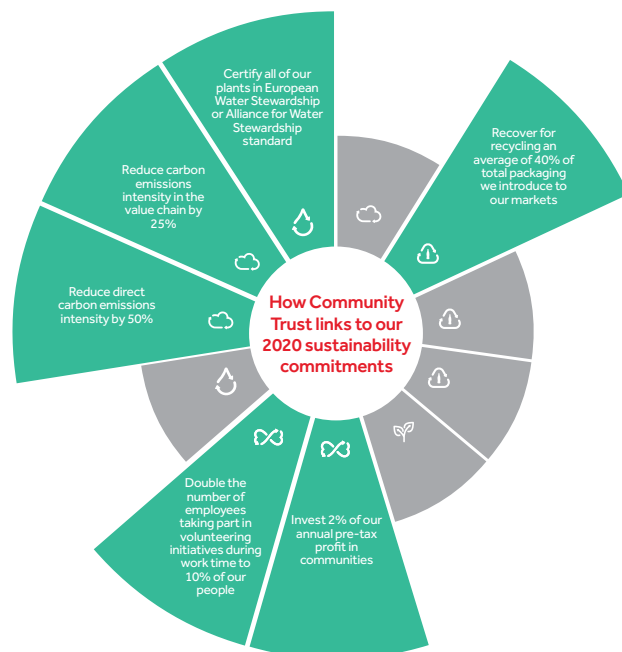 Certify all of our
plants in European
Water Stewardship
or Alliance for Water
Stewardship
standard
Recover for
recycling an
average of 40% of
total packaging
we introduce to
our markets
Reduce carbon
emissions
intensity in the
value chain by
25%
Reduce direct
carbon emissions
intensity by 50%
How Community
Trust links to our
2020 sustainability
commitments
Double the
number of
employees
taking part in
volunteering
initiatives during
work time to
10% of our
people
Invest 2% of our
annual pre-tax
profit in
communities